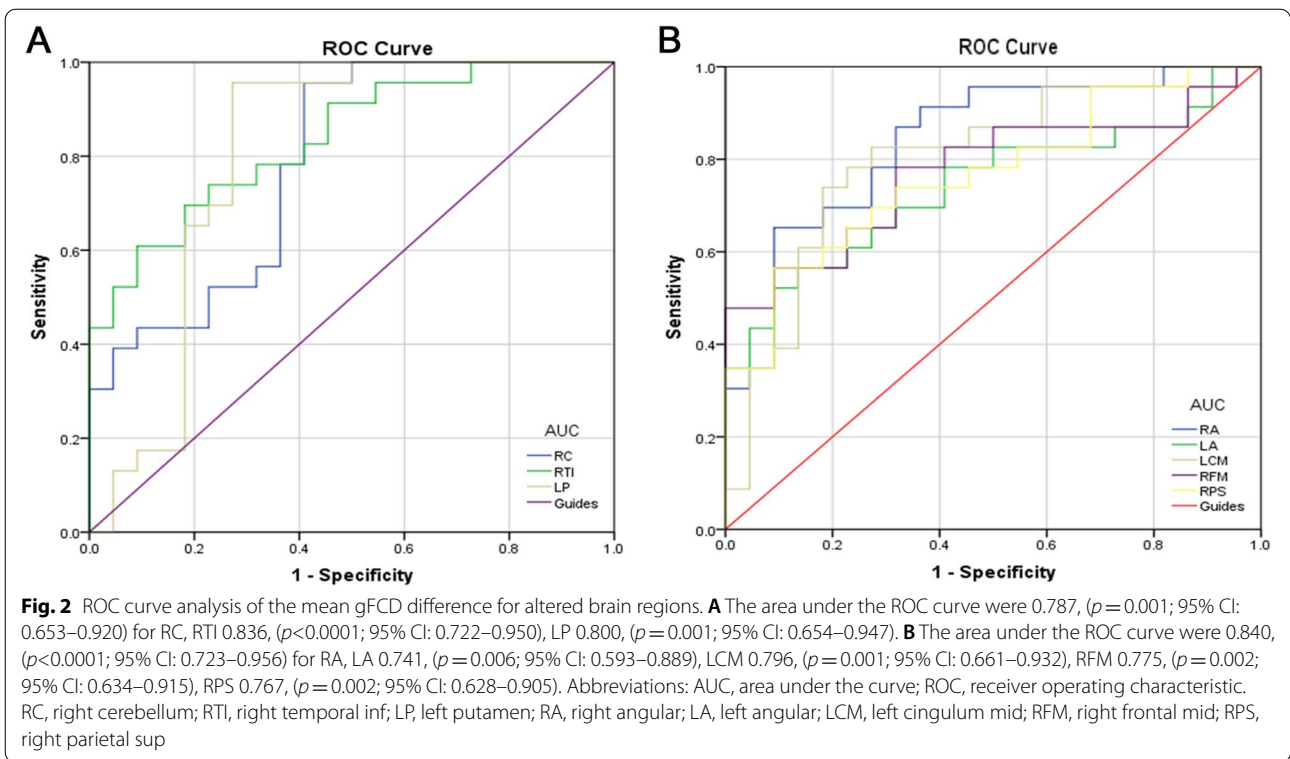 A
ROC Curve
Sensitivity
1.0
0.8
0.6
0.4
0.2
0.0
0.0 0.2 0.4 0.6 0.8 1.0
1 - Specificity
AUC
RC
RTI
LP
Guides
B
ROC Curve
Sensitivity
1.0
0.8
0.6
0.4
0.2
0.0
0.0 0.2 0.4 0.6 0.8 1.0
1 - Specificity
AUC
RA
LA
LCM
RFM
RPS
Guides
Fig. 2 ROC curve analysis of the mean gFCD difference for altered brain regions. A The area under the ROC curve were 0.787, (p = 0.001; 95% CI:
0.653–0.920) for RC, RTI 0.836, (p<0.0001; 95% CI: 0.722–0.950), LP 0.800, (p = 0.001; 95% CI: 0.654–0.947). B The area under the ROC curve were 0.840,
(p<0.0001; 95% CI: 0.723–0.956) for RA, LA 0.741, (p = 0.006; 95% CI: 0.593–0.889), LCM 0.796, (p = 0.001; 95% CI: 0.661–0.932), RFM 0.775, (p = 0.002;
95% CI: 0.634–0.915), RPS 0.767, (p = 0.002; 95% CI: 0.628–0.905). Abbreviations: AUC, area under the curve; ROC, receiver operating characteristic.
RC, right cerebellum; RTI, right temporal inf; LP, left putamen; RA, right angular; LA, left angular; LCM, left cingulum mid; RFM, right frontal mid; RPS,
right parietal sup